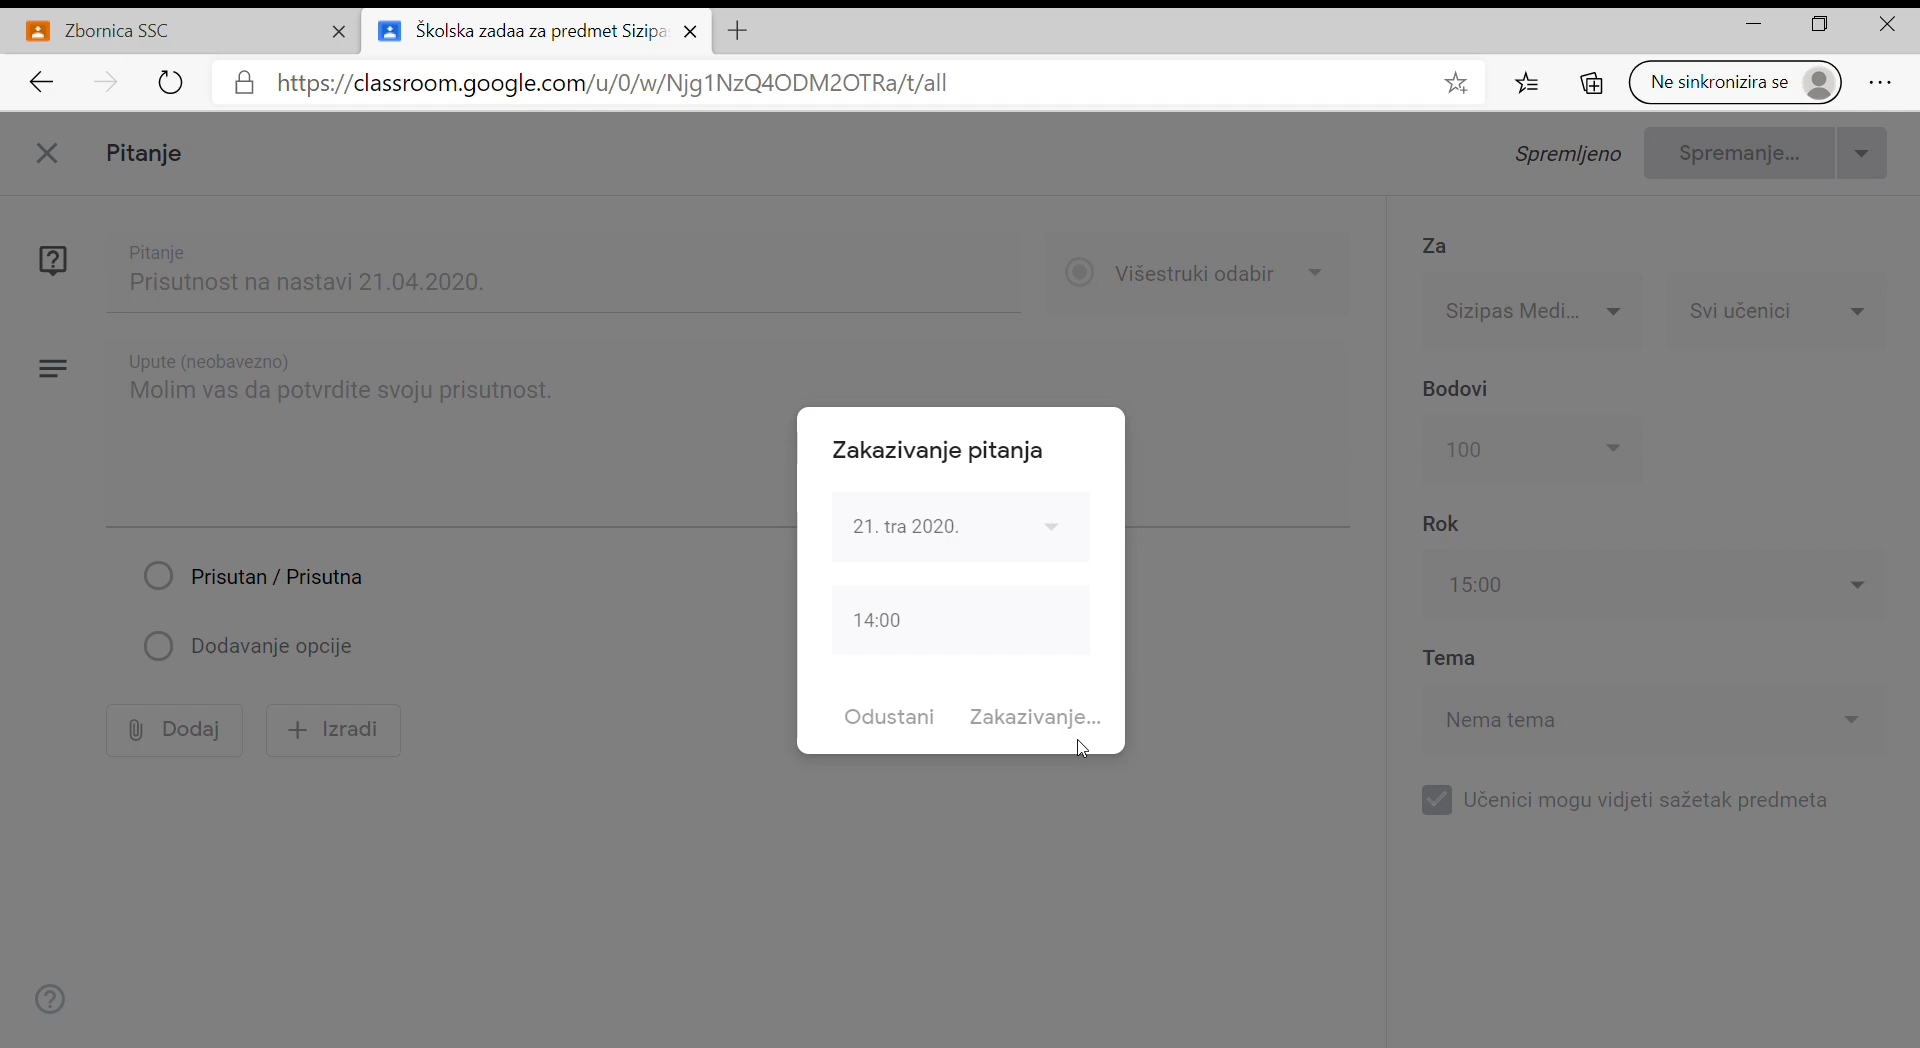 Zbornica SSC
Školska zadaa za predmet Sizipa
https://classroom.google.com/u/0/w/Njg1NzQ4ODM2OTRa/t/all
Ne sinkronizira se
Pitanje
Spremljeno
Spremanje...
Pitanje
Prisutnost na nastavi 21.04.2020.
Višestruki odabir
Upute (neobavezno)
Molim vas da potvrdite svoju prisutnost.
Prisutan / Prisutna
Dodavanje opcije
Dodaj
Izradi
Zakazivanje pitanja
21. tra 2020.
14:00
Odustani
Zakazivanje...
Za
Sizipas Medi...
Svi učenici
Bodovi
100
Rok
15:00
Tema
Nema tema
Učenici mogu vidjeti sažetak predmeta